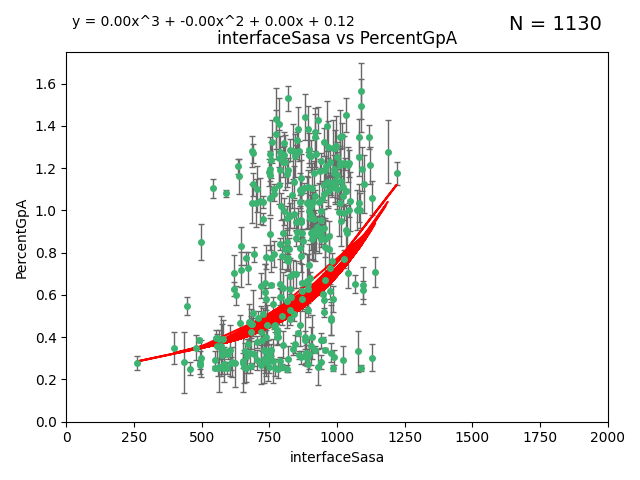 y = 0.00x^3 + -0.00x^2 + 0.00x + 0.12
N = 1130
interfaceSasa vs PercentGpA
PercentGpA
1.6
1.4
1.2
1.0
0.8
0.6
0.4
0.2
0.0
0 250 500 750 1000 1250 1500 1750 2000
interfaceSasa